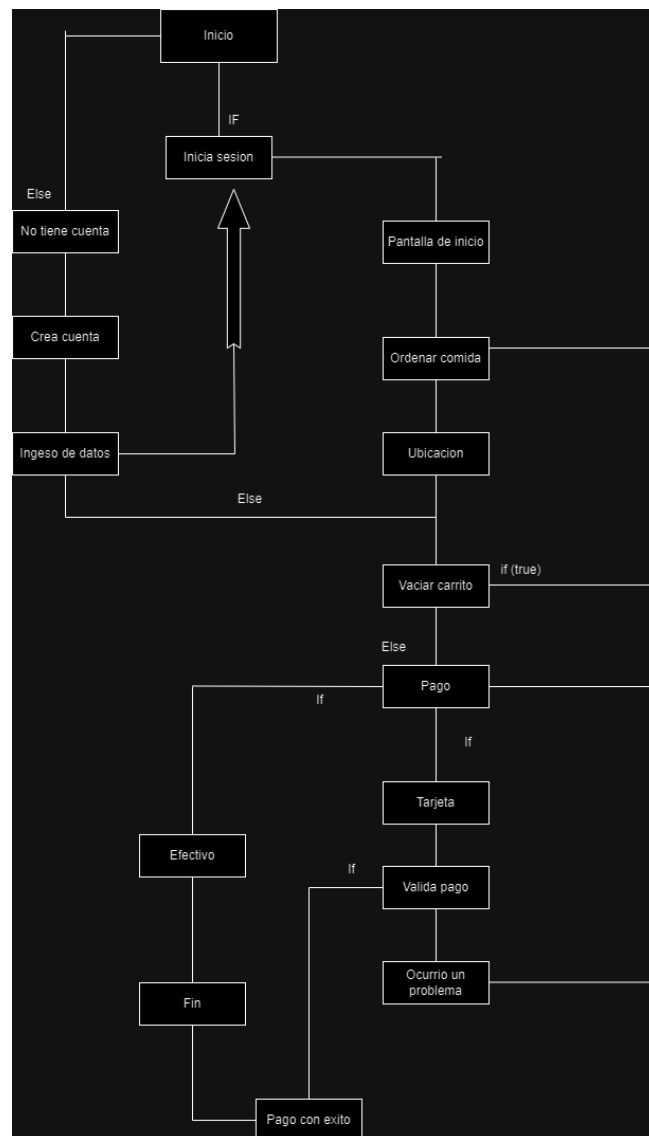 Inicio
IF
Inicia sesion
Else
No tiene cuenta
Pantalla de inicio
Crea cuenta
Ordenar comida
Ingeso de datos
Ubicacion
Else
if (true)
Vaciar carrito
Else
Pago
If
If
Tarjeta
Efectivo
If
Valida pago
Ocurrio un
problema
Fin
Pago con exito